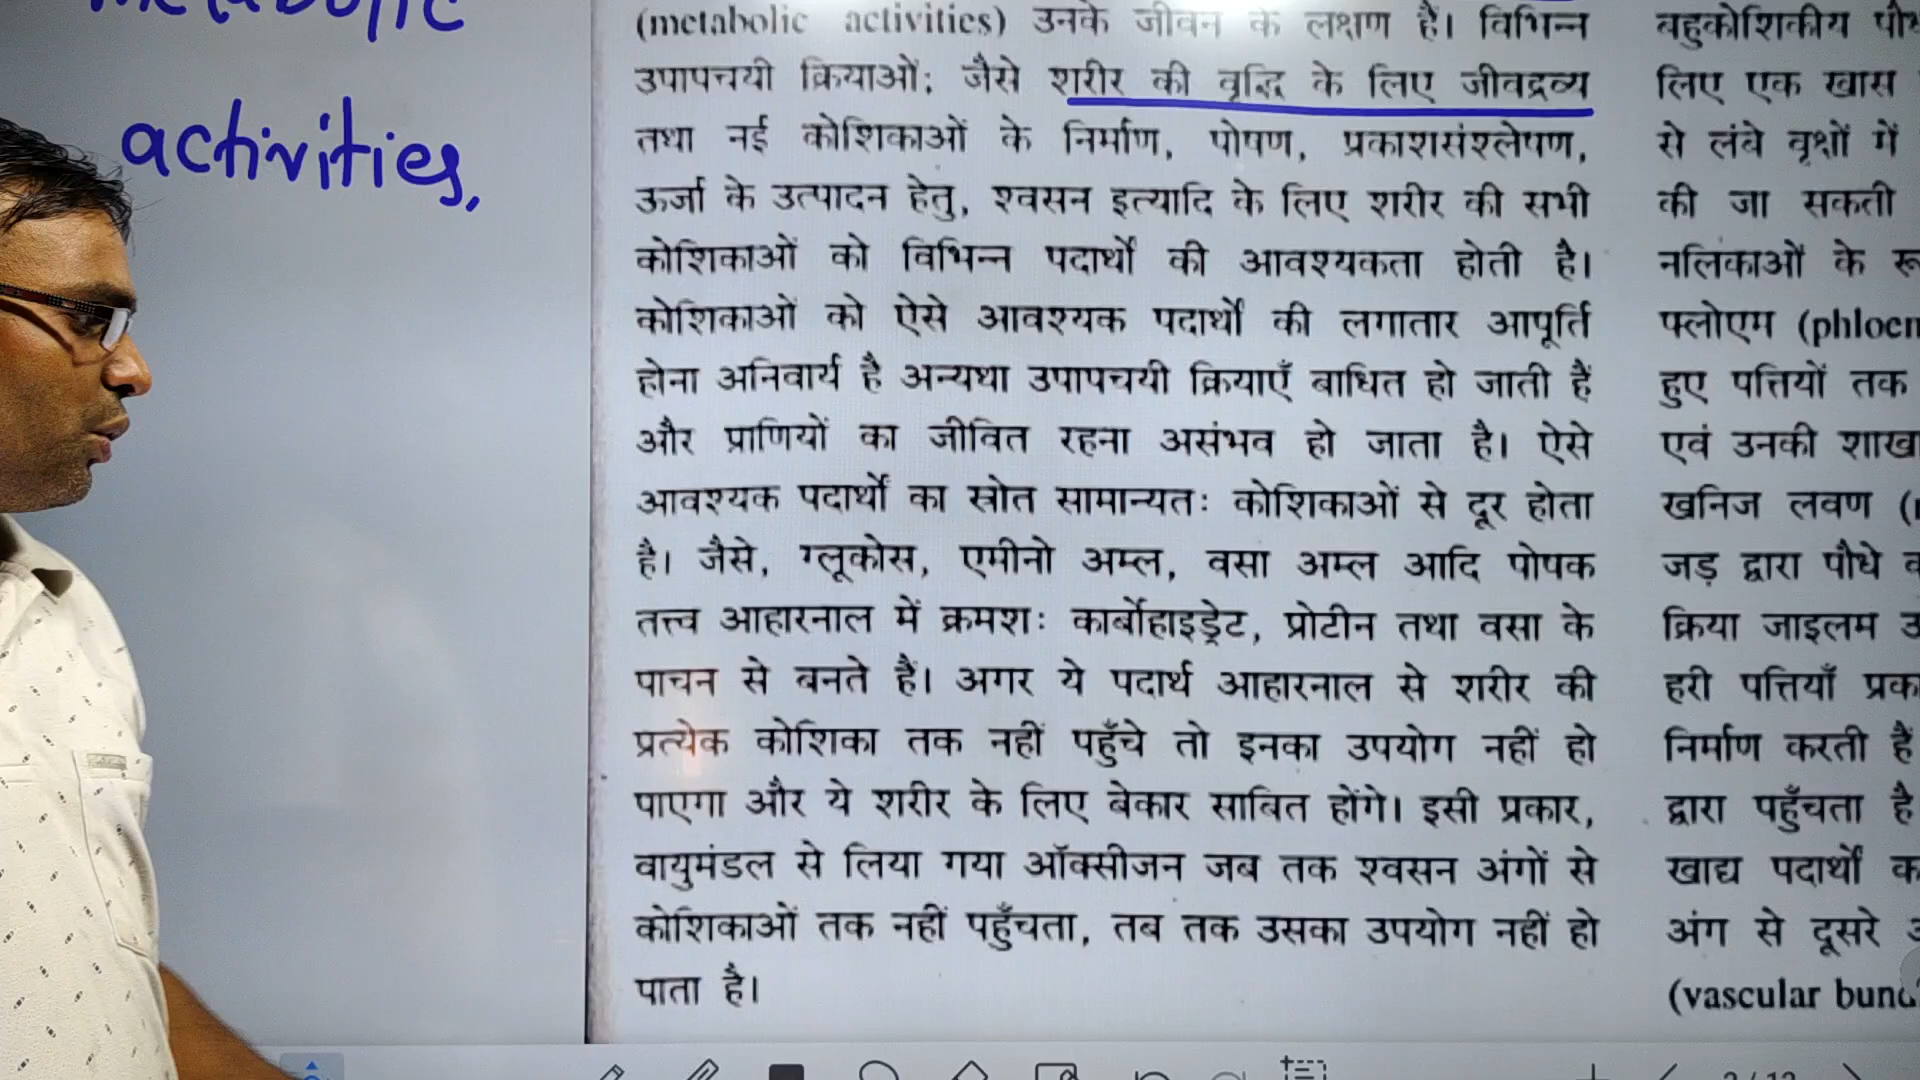 metabolic
activities,
(metabolic activities) उनके जीवन के लक्षण हैं। विभिन्न
उपापचयी क्रियाओं; जैसे शरीर की वृद्धि के लिए जीवद्रव्य
तथा नई कोशिकाओं के निर्माण, पोषण, प्रकाशसंश्लेषण,
ऊर्जा के उत्पादन हेतु, श्वसन इत्यादि के लिए शरीर की सभी
कोशिकाओं को विभिन्न पदार्थों की आवश्यकता होती है।
कोशिकाओं को ऐसे आवश्यक पदार्थों की लगातार आपूर्ति
होना अनिवार्य है अन्यथा उपापचयी क्रियाएँ बाधित हो जाती हैं
और प्राणियों का जीवित रहना असंभव हो जाता है। ऐसे
आवश्यक पदार्थों का स्रोत सामान्यतः कोशिकाओं से दूर होता
है। जैसे, ग्लूकोस, एमीनो अम्ल, वसा अम्ल आदि पोषक
तत्त्व आहारनाल में क्रमशः कार्बोहाइड्रेट, प्रोटीन तथा वसा के
पाचन से बनते हैं। अगर ये पदार्थ आहारनाल से शरीर की
प्रत्येक कोशिका तक नहीं पहुँचे तो इनका उपयोग नहीं हो
पाएगा और ये शरीर के लिए बेकार साबित होंगे। इसी प्रकार,
वायुमंडल से लिया गया ऑक्सीजन जब तक श्वसन अंगों से
कोशिकाओं तक नहीं पहुँचता, तब तक उसका उपयोग नहीं हो
पाता है।
बहुकोशिकीय
लिए एक खास
से लंबे वृक्षों में
की जा सकती
नलिकाओं के
फ्लोएम (phloem
हुए पत्तियों तक
एवं उनकी
खनिज लवण
जड़ द्वारा पौधे
क्रिया जाइलम
हरी पत्तियाँ
निर्माण करती हैं
द्वारा पहुँचता है
खाद्य पदार्थों
अंग से दूसरे
(vascular